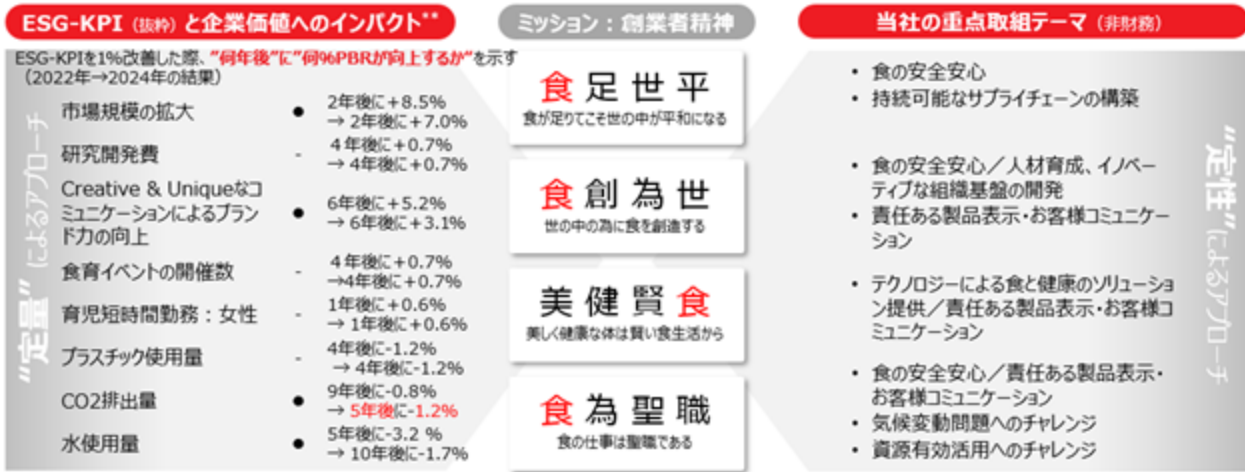 ESG-KPI（抜粋）と企業価値へのインパクト**
ESG-KPIを1%改善した際、"何年後"に"何%PBRが向上するか"を示す
（2022年→2024年の結果）
"定量"によるアプローチ
市場規模の拡大 ● 2年後に+8.5%
→ 2年後に+7.0%
研究開発費 - 4年後に+0.7%
→ 4年後に+0.7%
Creative & Uniqueなコ
ミュニケーションによるブラン
ド力の向上
● 6年後に+5.2%
→ 6年後に+3.1%
食育イベントの開催数 - 4年後に+0.7%
→4年後に+0.7%
育児短時間勤務：女性 - 1年後に+0.6%
→ 1年後に+0.6%
プラスチック使用量 - 4年後に-1.2%
→ 4年後に-1.2%
CO2排出量 ● 9年後に-0.8%
→ 5年後に-1.2%
水使用量 ● 5年後に-3.2 %
→ 10年後に-1.7%
ミッション：創業者精神
食足世平
食が足りてこそ世の中が平和になる
食創為世
世の中の為に食を創造する
美健賢食
美しく健康な体は賢い食生活から
食為聖職
食の仕事は聖職である
当社の重点取組テーマ（非財務）
• 食の安全安心
• 持続可能なサプライチェーンの構築
• 食の安全安心／人材育成、イノベー
ティブな組織基盤の開発
• 責任ある製品表示・お客様コミュニケー
ション
• テクノロジーによる食と健康のソリューショ
ン提供／責任ある製品表示・お客様コ
ミュニケーション
• 食の安全安心／責任ある製品表示・
お客様コミュニケーション
• 気候変動問題へのチャレンジ
• 資源有効活用へのチャレンジ
"定性"によるアプローチ